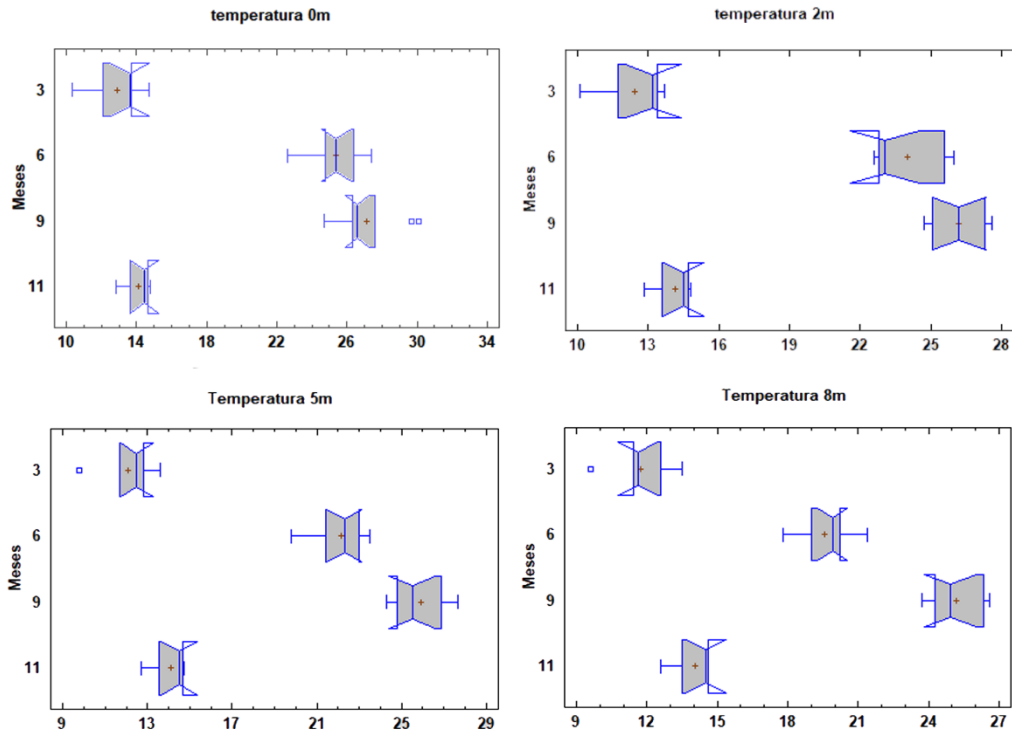 temperatura 0m
Meses
3
6
9
11
10 14 18 22 26 30 34
temperatura 2m
Meses
3
6
9
11
10 13 16 19 22 25 28
Temperatura 5m
Meses
3
6
9
11
9 13 17 21 25 29
Temperatura 8m
Meses
3
6
9
11
9 12 15 18 21 24 27